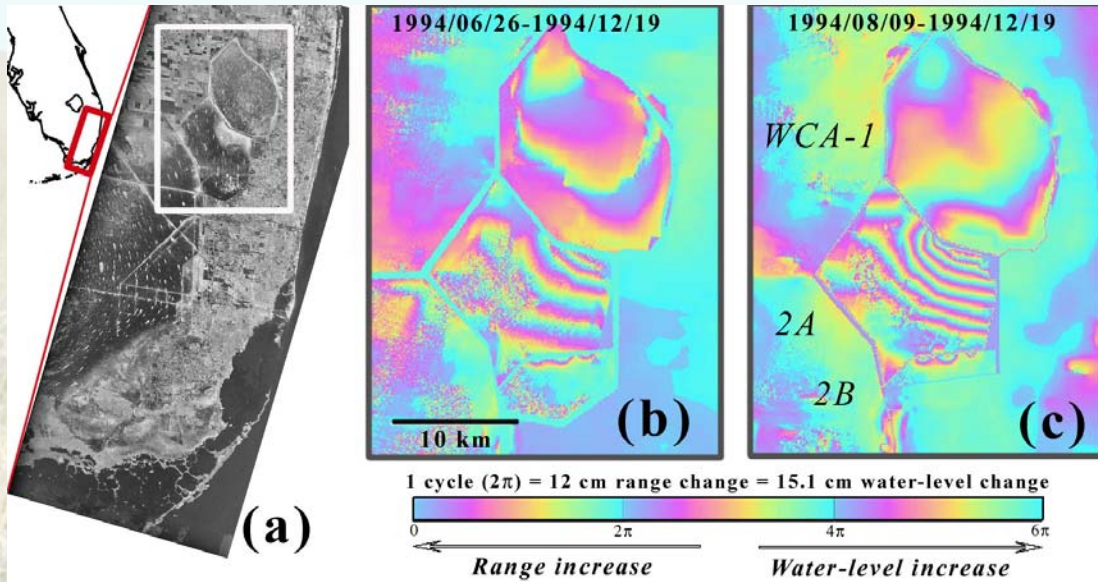 1994/06/26-1994/12/19
1994/08/09-1994/12/19
WCA-1
2A
2B
10 km
(a)
(b)
(c)
1 cycle (2π) = 12 cm range change = 15.1 cm water-level change
0 2π 4π 6π
Range increase Water-level increase